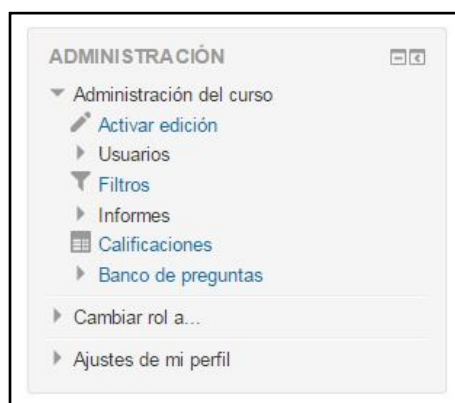 ADMINISTRACIÓN
Administración del curso
Activar edición
Usuarios
Filtros
Informes
Calificaciones
Banco de preguntas
Cambiar rol a...
Ajustes de mi perfil